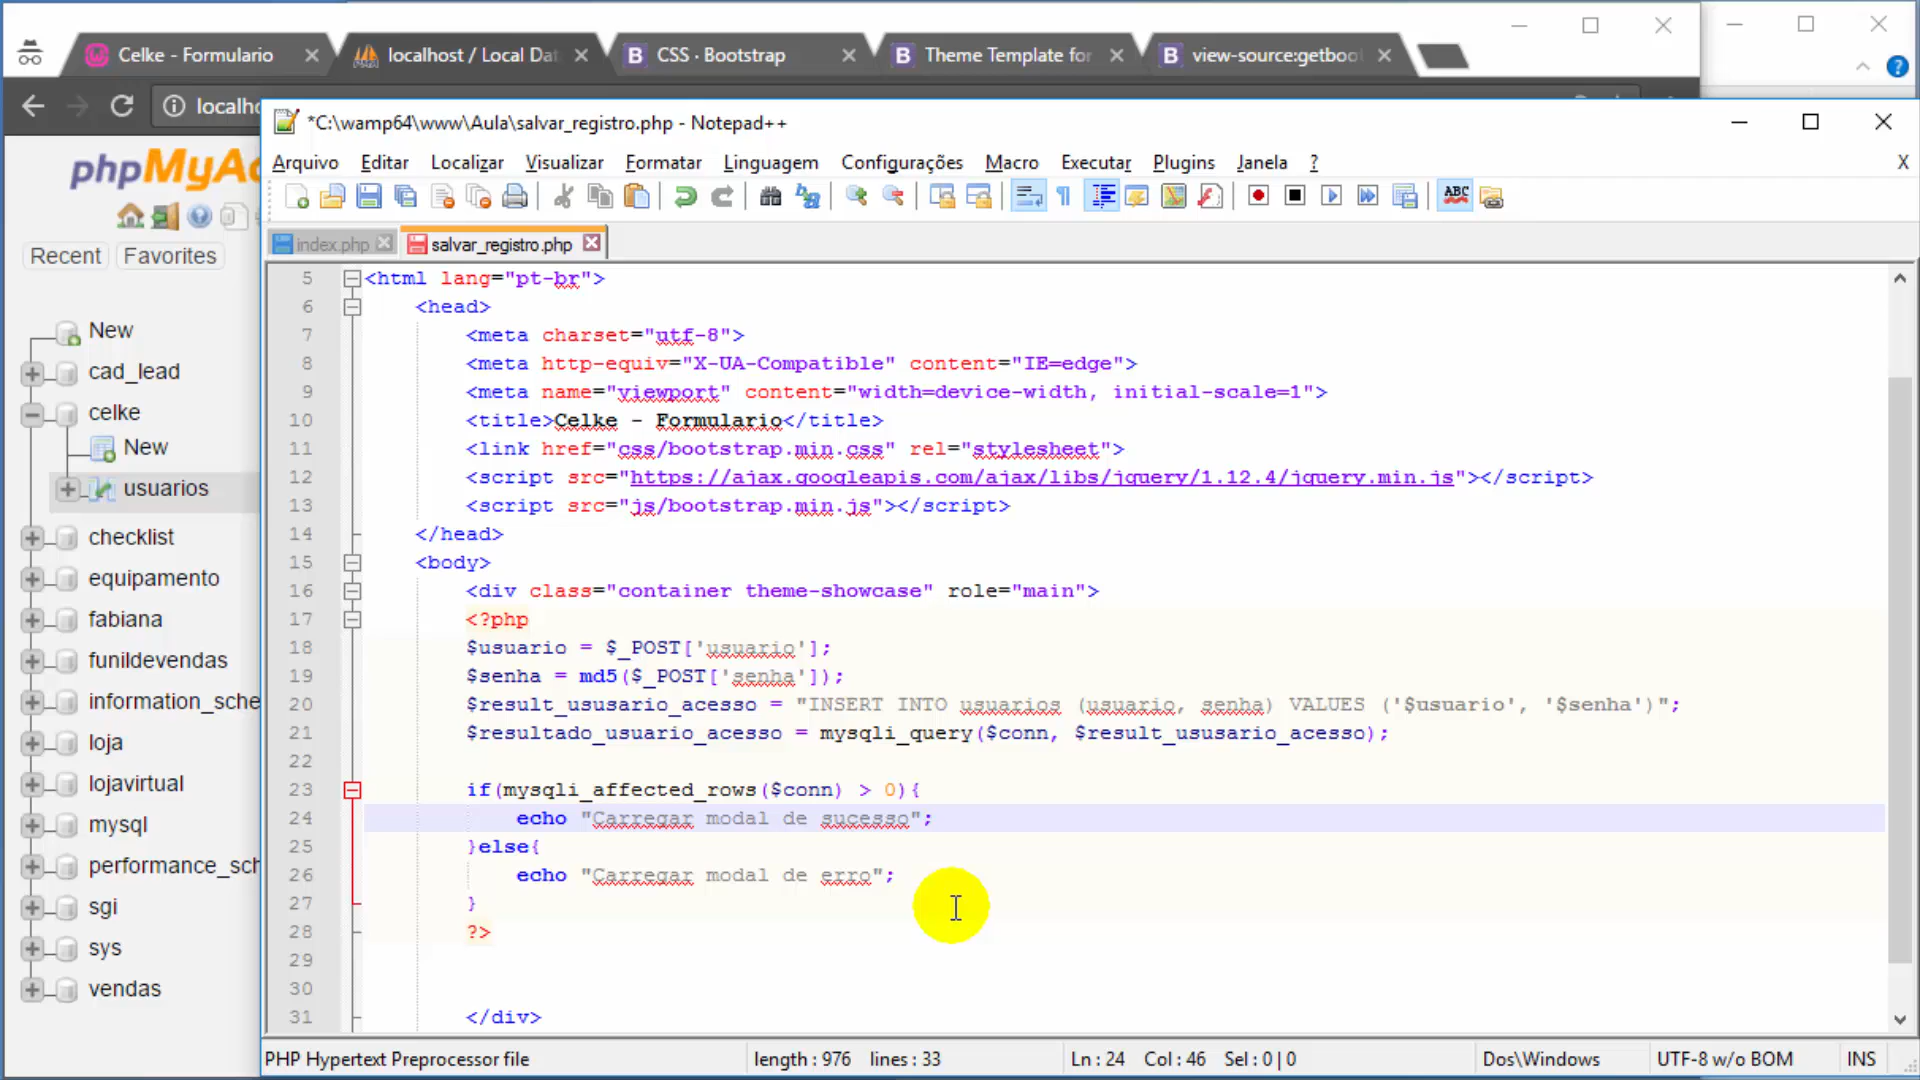 Celke - Formulario
localhost / Local Dat
CSS · Bootstrap
Theme Template for
view-source:getboot
localho
phpMyAd
Recent
Favorites
New
cad_lead
celke
New
usuarios
checklist
equipamento
fabiana
funildevendas
information_sche
loja
lojavirtual
mysql
performance_sch
sgi
sys
vendas
*C:\wamp64\www\Aula\salvar_registro.php - Notepad++
Arquivo Editar Localizar Visualizar Formatar Linguagem Configurações Macro Executar Plugins Janela ? X
ABC
index.php
salvar_registro.php
5 <html lang="pt-br">
6 <head>
7 <meta charset="utf-8">
8 <meta http-equiv="X-UA-Compatible" content="IE=edge">
9 <meta name="viewport" content="width=device-width, initial-scale=1">
10 <title>Celke - Formulario</title>
11 <link href="css/bootstrap.min.css" rel="stylesheet">
12 <script src="https://ajax.googleapis.com/ajax/libs/jquery/1.12.4/jquery.min.js"></script>
13 <script src="js/bootstrap.min.js"></script>
14 </head>
15 <body>
16 <div class="container theme-showcase" role="main">
17 <?php
18 $usuario = $_POST['usuario'];
19 $senha = md5($_POST['senha']);
20 $result_ususario_acesso = "INSERT INTO usuarios (usuario, senha) VALUES ('$usuario', '$senha')";
21 $resultado_usuario_acesso = mysqli_query($conn, $result_ususario_acesso);
22
23 if(mysqli_affected_rows($conn) > 0){
24 echo "Carregar modal de sucesso";
25 }else{
26 echo "Carregar modal de erro";
27 }
28 ?>
29
30
31 </div>
PHP Hypertext Preprocessor file length : 976 lines : 33 Ln : 24 Col : 46 Sel : 0 | 0 Dos\Windows UTF-8 w/o BOM INS